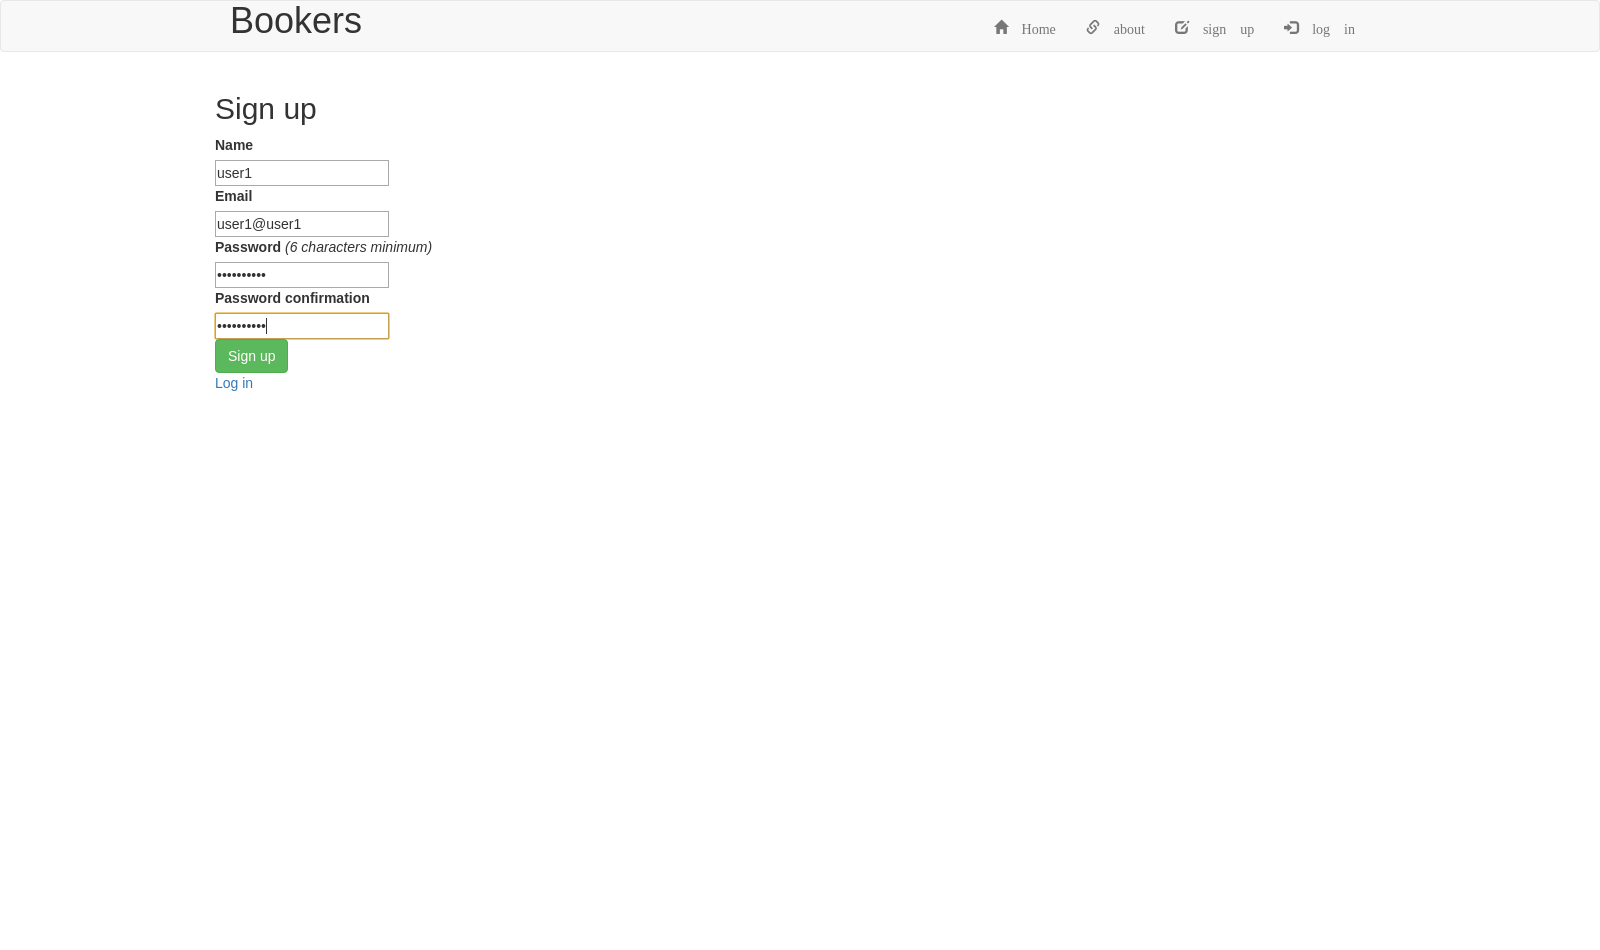 Bookers
Home about sign up log in
Sign up
Name
user1
Email
user1@user1
Password (6 characters minimum)
••••••••••
Password confirmation
••••••••••
Sign up
Log in